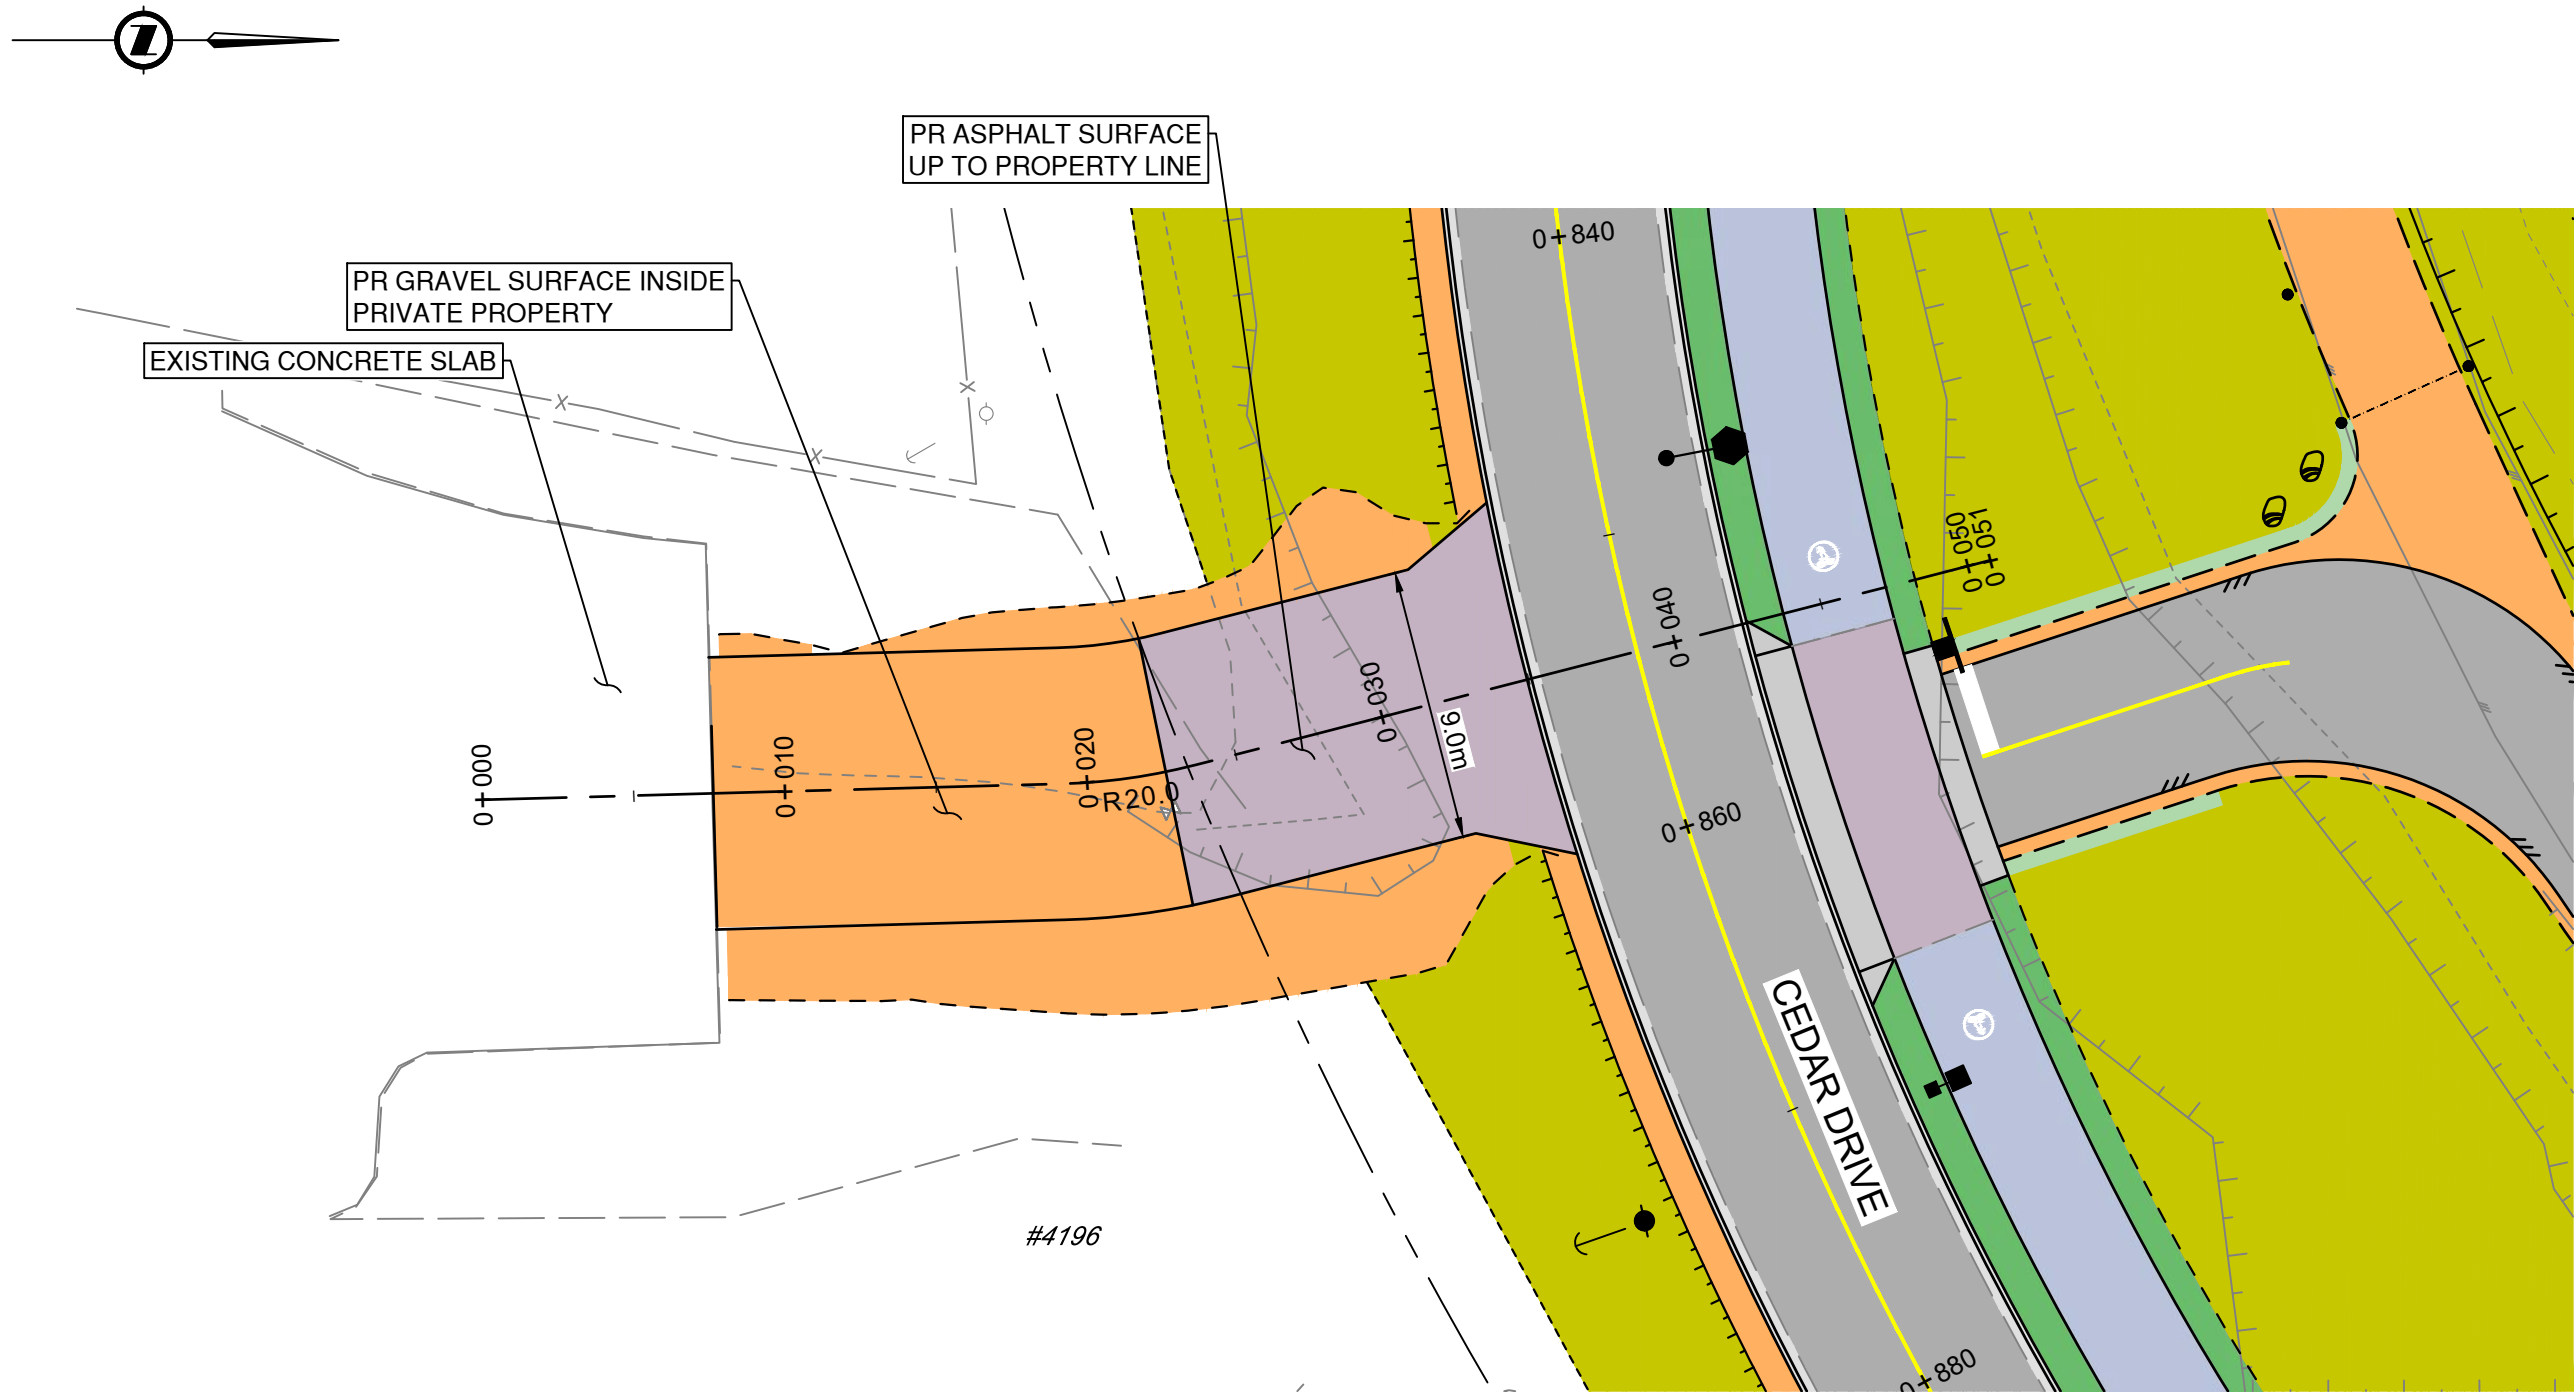 Z
PR ASPHALT SURFACE
UP TO PROPERTY LINE
PR GRAVEL SURFACE INSIDE
PRIVATE PROPERTY
EXISTING CONCRETE SLAB
0+840
0+050
0+051
0+040
0+030
9.0m
0+020
R20.0
0+010
0+000
0+860
CEDAR DRIVE
#4196
0+880